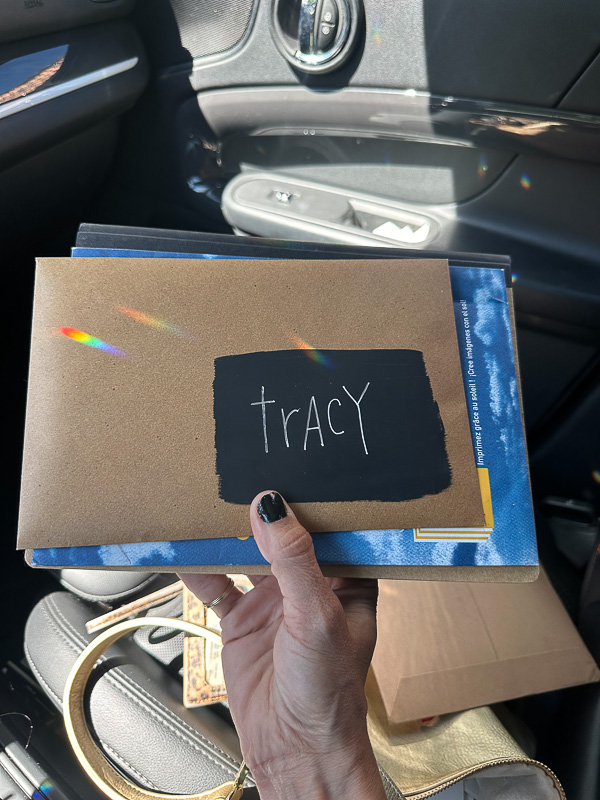 trACY
Imprimez grâce au soleil ! ¡Cree imágenes con el sol!